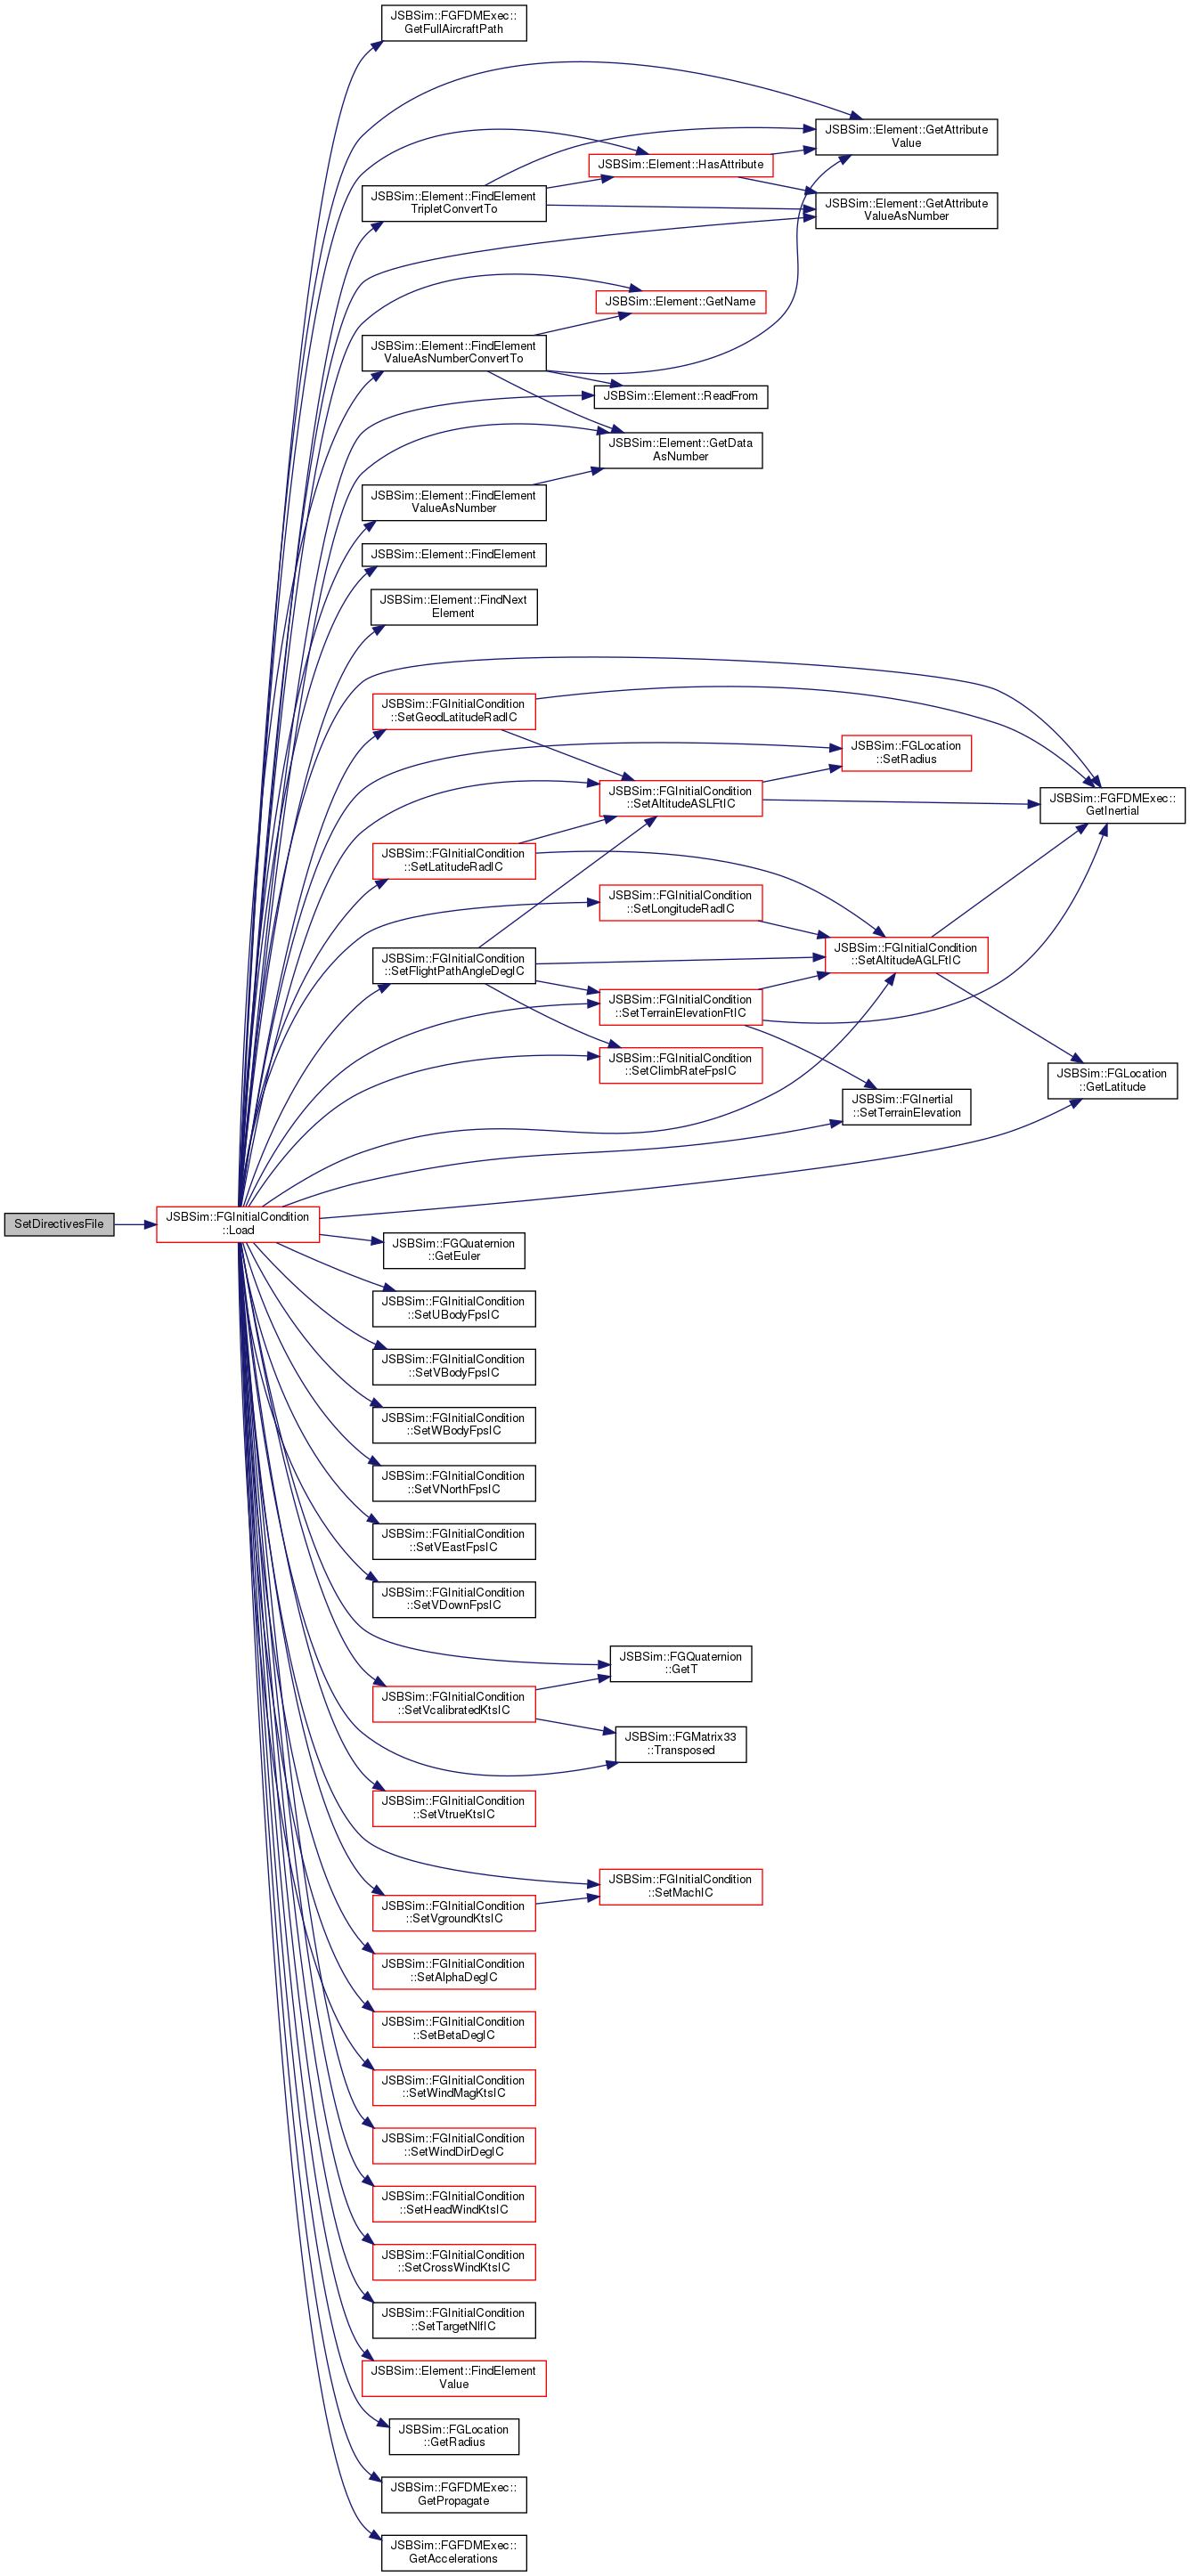 JSBSim::FGFDMExec::
GetFullAircraftPath
JSBSim::Element::GetAttribute
Value
JSBSim::Element::HasAttribute
JSBSim::Element::FindElement
TripletConvertTo
JSBSim::Element::GetAttribute
ValueAsNumber
JSBSim::Element::GetName
JSBSim::Element::FindElement
ValueAsNumberConvertTo
JSBSim::Element::ReadFrom
JSBSim::Element::GetData
AsNumber
JSBSim::Element::FindElement
ValueAsNumber
JSBSim::Element::FindElement
JSBSim::Element::FindNext
Element
JSBSim::FGInitialCondition
::SetGeodLatitudeRadIC
JSBSim::FGLocation
::SetRadius
JSBSim::FGInitialCondition
::SetAltitudeASLFtIC
JSBSim::FGFDMExec::
GetInertial
JSBSim::FGInitialCondition
::SetLatitudeRadIC
JSBSim::FGInitialCondition
::SetLongitudeRadIC
JSBSim::FGInitialCondition
::SetAltitudeAGLFtIC
JSBSim::FGInitialCondition
::SetFlightPathAngleDegIC
JSBSim::FGInitialCondition
::SetTerrainElevationFtIC
JSBSim::FGInitialCondition
::SetClimbRateFpsIC
JSBSim::FGLocation
::GetLatitude
JSBSim::FGInertial
::SetTerrainElevation
SetDirectivesFile
JSBSim::FGInitialCondition
::Load
JSBSim::FGQuaternion
::GetEuler
JSBSim::FGInitialCondition
::SetUBodyFpsIC
JSBSim::FGInitialCondition
::SetVBodyFpsIC
JSBSim::FGInitialCondition
::SetWBodyFpsIC
JSBSim::FGInitialCondition
::SetVNorthFpsIC
JSBSim::FGInitialCondition
::SetVEastFpsIC
JSBSim::FGInitialCondition
::SetVDownFpsIC
JSBSim::FGQuaternion
::GetT
JSBSim::FGInitialCondition
::SetVcalibratedKtsIC
JSBSim::FGMatrix33
::Transposed
JSBSim::FGInitialCondition
::SetVtrueKtsIC
JSBSim::FGInitialCondition
::SetMachIC
JSBSim::FGInitialCondition
::SetVgroundKtsIC
JSBSim::FGInitialCondition
::SetAlphaDegIC
JSBSim::FGInitialCondition
::SetBetaDegIC
JSBSim::FGInitialCondition
::SetWindMagKtsIC
JSBSim::FGInitialCondition
::SetWindDirDegIC
JSBSim::FGInitialCondition
::SetHeadWindKtsIC
JSBSim::FGInitialCondition
::SetCrossWindKtsIC
JSBSim::FGInitialCondition
::SetTargetNlfIC
JSBSim::Element::FindElement
Value
JSBSim::FGLocation
::GetRadius
JSBSim::FGFDMExec::
GetPropagate
JSBSim::FGFDMExec::
GetAccelerations